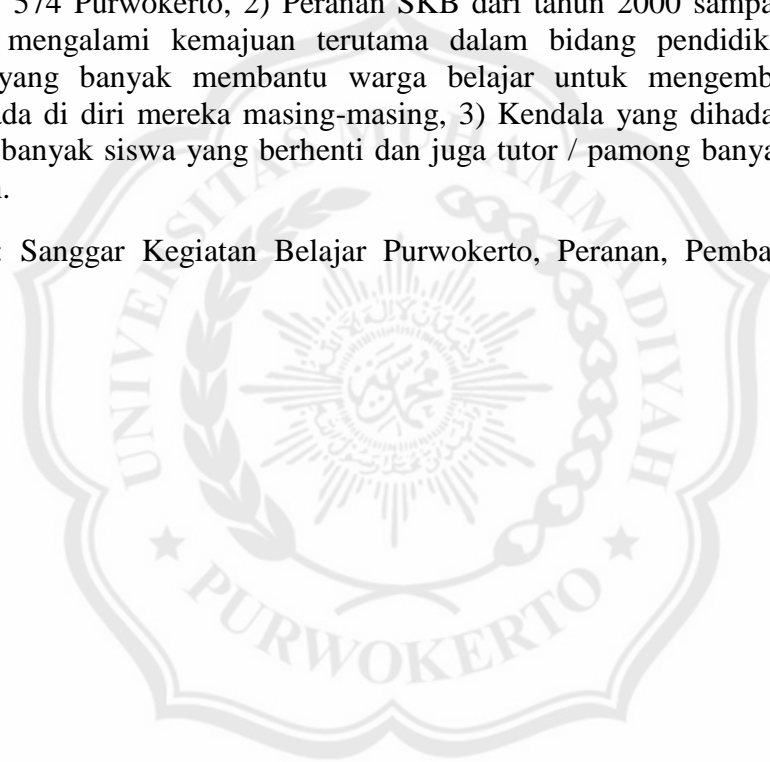 574 Purwokerto, 2) Peranan SKB dari tahun 2000 sampa
mengalami kemajuan terutama dalam bidang pendidik
yang banyak membantu warga belajar untuk mengemb
da di diri mereka masing-masing, 3) Kendala yang dihada
banyak siswa yang berhenti dan juga tutor / pamong banya
.
: Sanggar Kegiatan Belajar Purwokerto, Peranan, Pemba
UNIVERSITAS MUHAMMADIYAH
PURWOKERTO